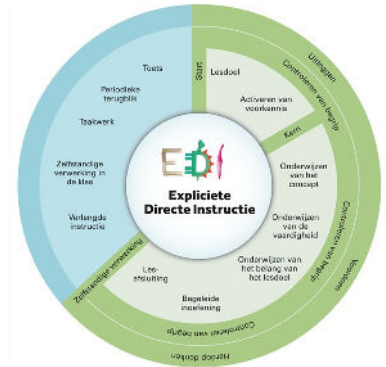 EDI
Expliciete
Directe Instructie
Start
Lesdoel
Activeren van
voorkennis
Kern
Onderwijzen
van het
concept
Onderwijzen
van de
vaardigheid
Onderwijzen van
het belang van
het lesdoel
Begeleide
inoefening
Les-
afsluiting
Zelfstandige verwerking
Verlengde
instructie
Zelfstandige
verwerking in
de klas
Taakwerk
Periodieke
terugblik
Toets
Uitleggen
Controleren van begrip
Voordoen
Controleren van begrip
Hardop denken
Controleren van begrip